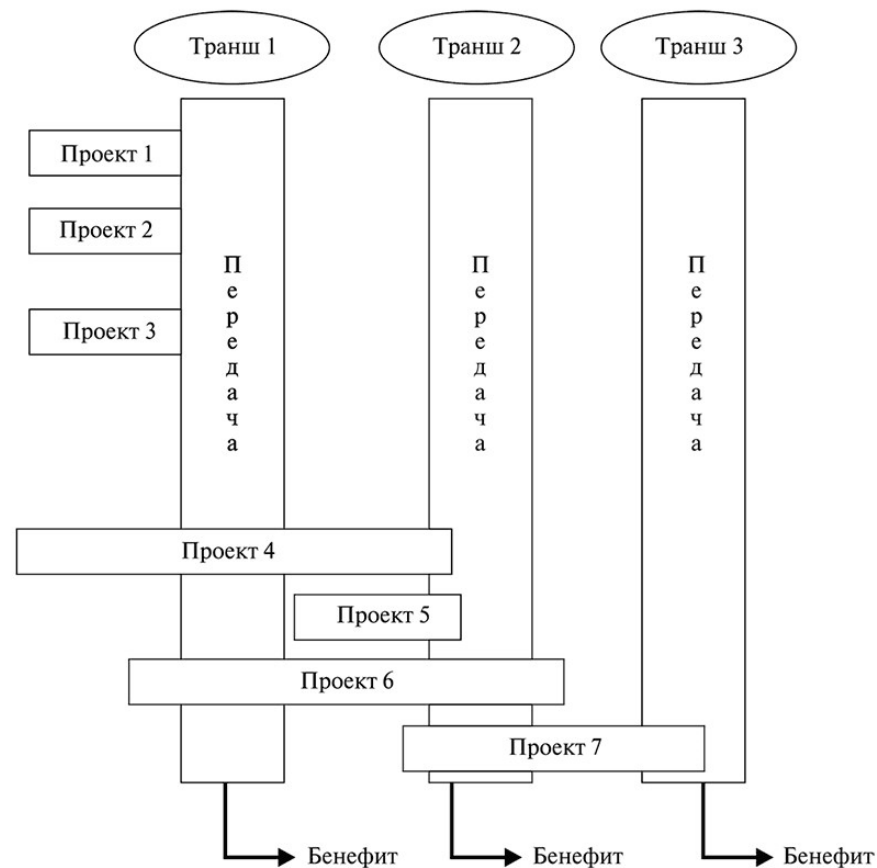 Транш 1
Транш 2
Транш 3
Проект 1
Проект 2
Проект 3
Передача
Передача
Передача
Проект 4
Проект 5
Проект 6
Проект 7
Бенефит
Бенефит
Бенефит